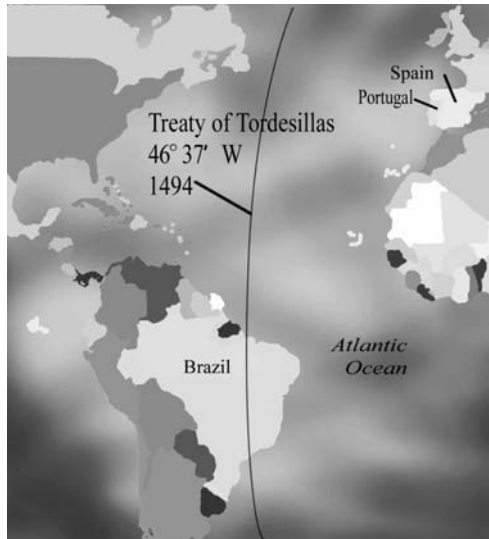 Spain
Portugal
Treaty of Tordesillas
46° 37′ W
1494
Brazil
Atlantic
Ocean